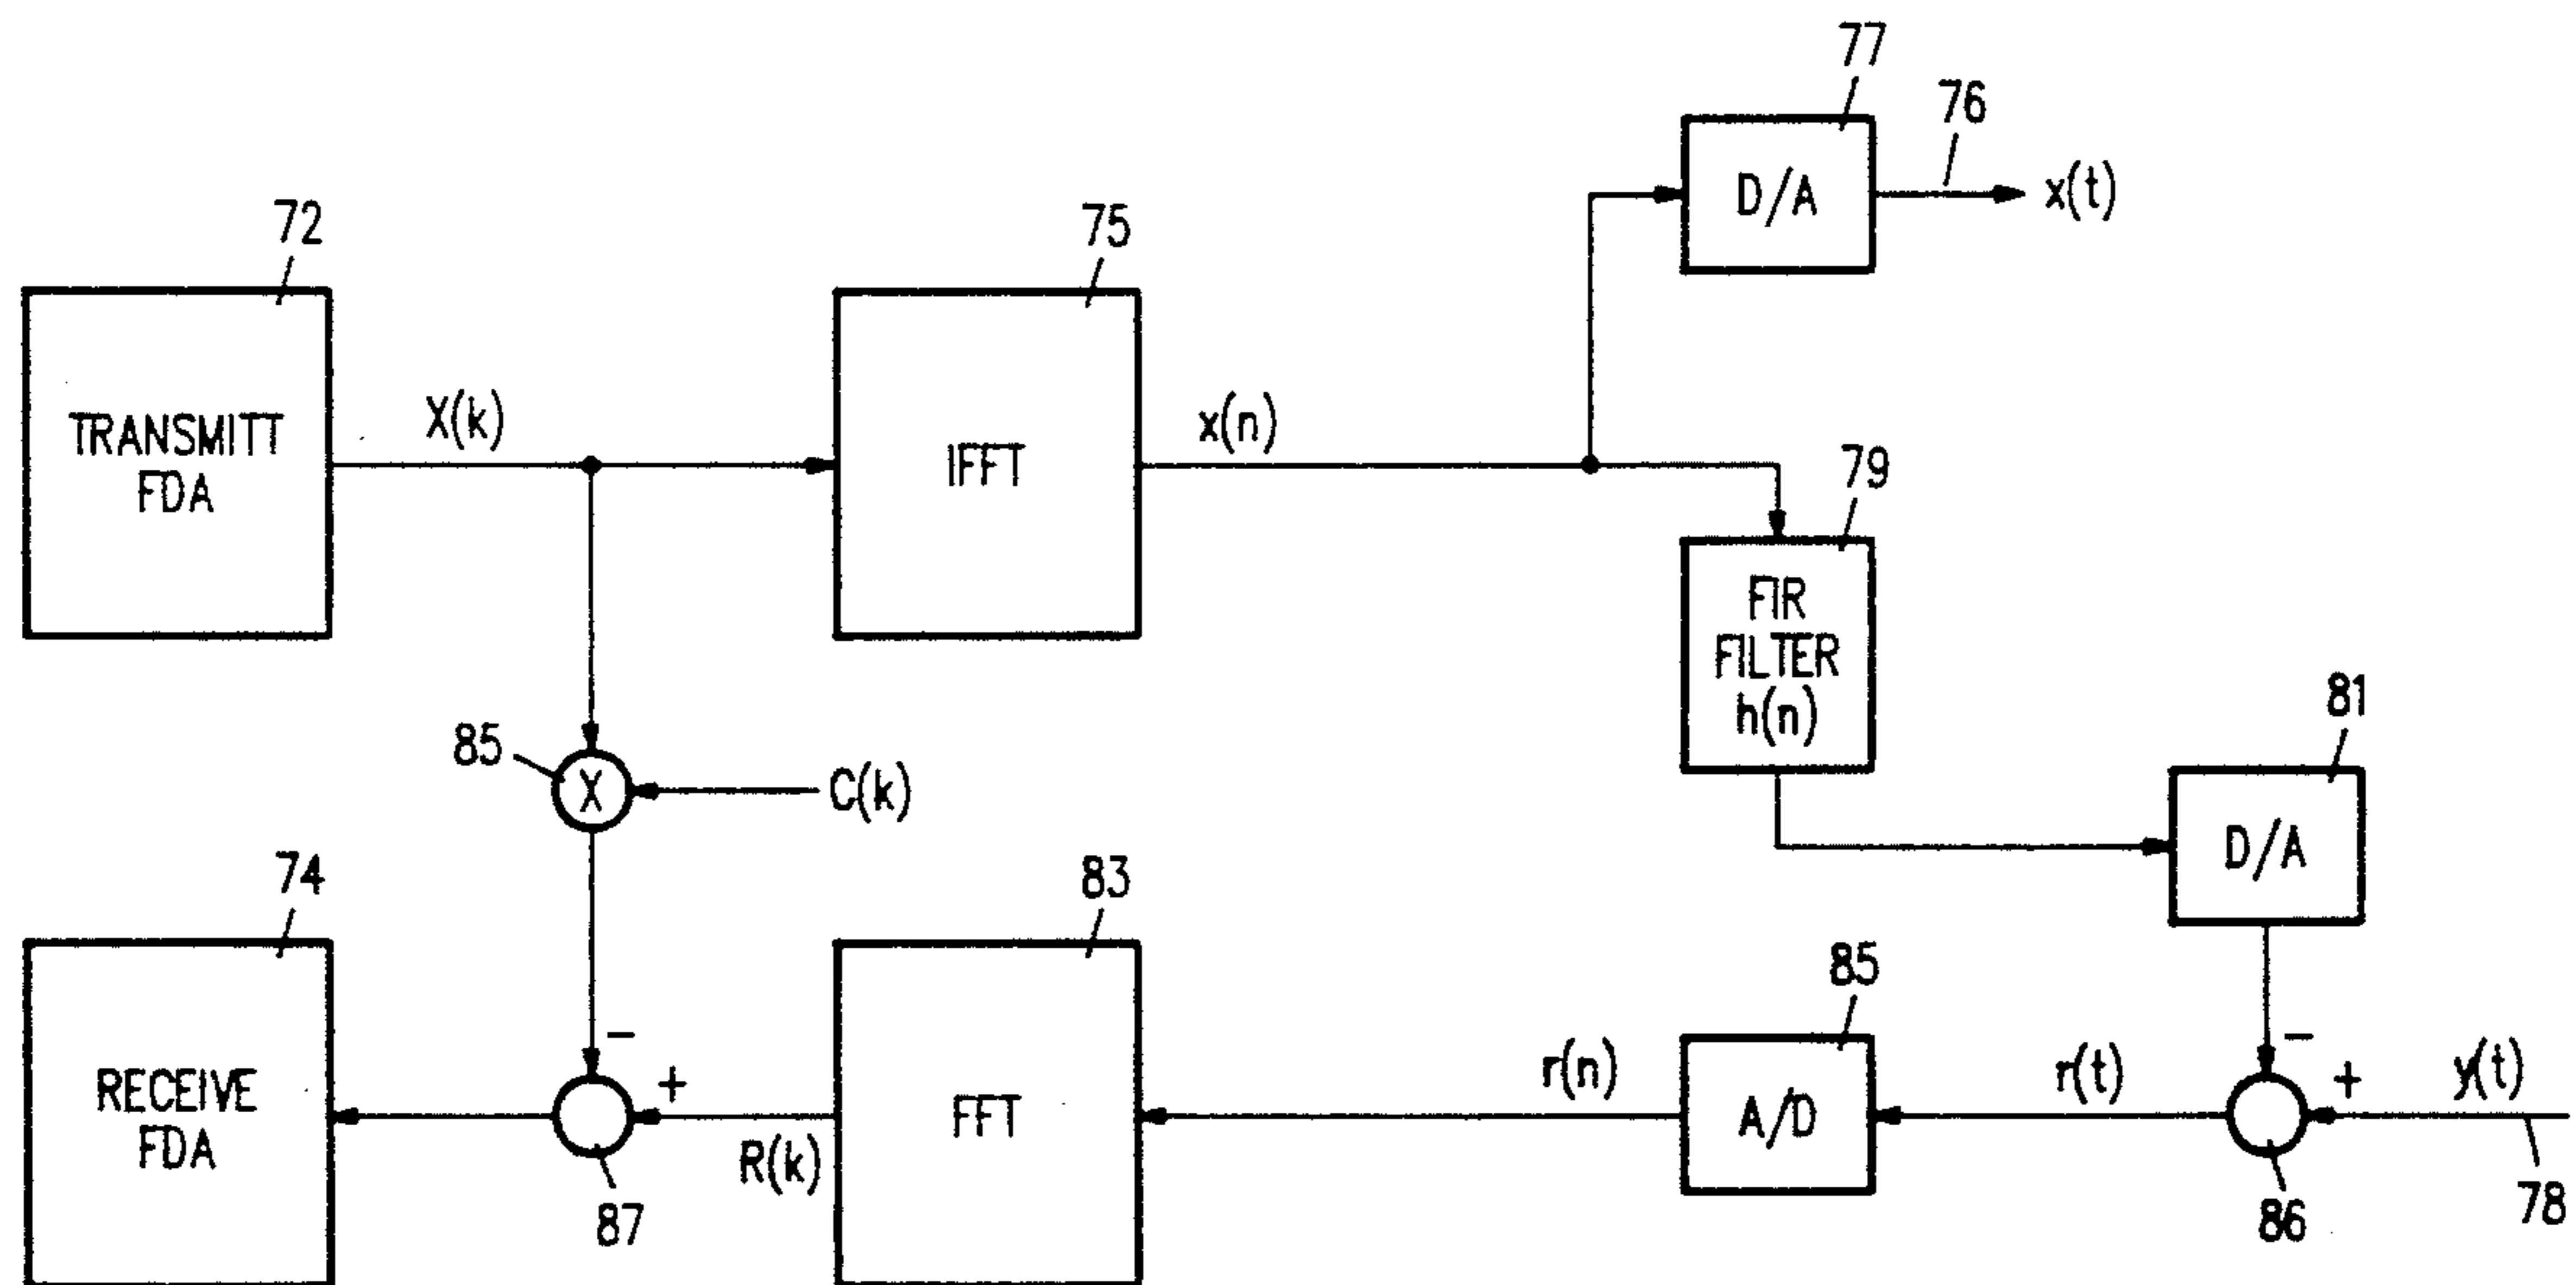 77
76
D/A
x(t)
72
75
TRANSMITT
FDA
X(k)
IFFT
x(n)
79
FIR
FILTER
h(n)
81
D/A
85
X
C(k)
74
83
85
RECEIVE
FDA
-
+
R(k)
87
FFT
r(n)
A/D
r(t)
-
+
y(t)
86
78